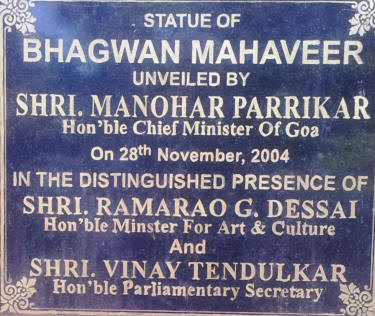 STATUE OF
BHAGWAN MAHAVEER
UNVEILED BY
SHRI. MANOHAR PARRIKAR
Hon'ble Chief Minister Of Goa
On 28th November, 2004
IN THE DISTINGUISHED PRESENCE OF
SHRI. RAMARAO G. DESSAI
Hon'ble Minster For Art & Culture
And
SHRI. VINAY TENDULKAR
Hon'ble Parliamentary Secretary